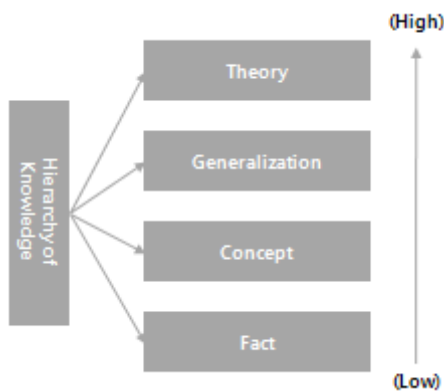 (High)
Theory
Generalization
Hierarchy of
Knowledge
Concept
Fact
(Low)